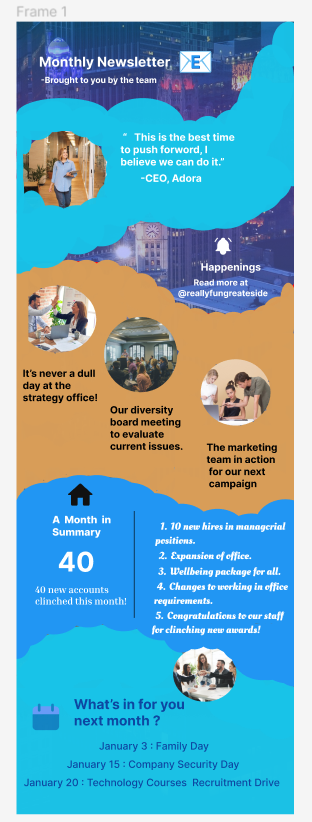 Frame 1
Monthly Newsletter
E
-Brought to you by the team
“ This is the best time
to push forword, I
believe we can do it.”
-CEO, Adora
Happenings
Read more at
@reallyfungreateside
It’s never a dull
day at the
strategy office!
Our diversity
board meeting
to evaluate
current issues.
The marketing
team in action
for our next
campaign
A Month in
Summary
40
40 new accounts
clinched this month!
1. 10 new hires in managcrial
positions.
2. Expansion of office.
3. Wellbeing package for all.
4. Changes to working in office
requirements.
5. Congratulations to our staff
for clinching new awards!
What’s in for you
next month ?
January 3 : Family Day
January 15 : Company Security Day
January 20 : Technology Courses Recruitment Drive